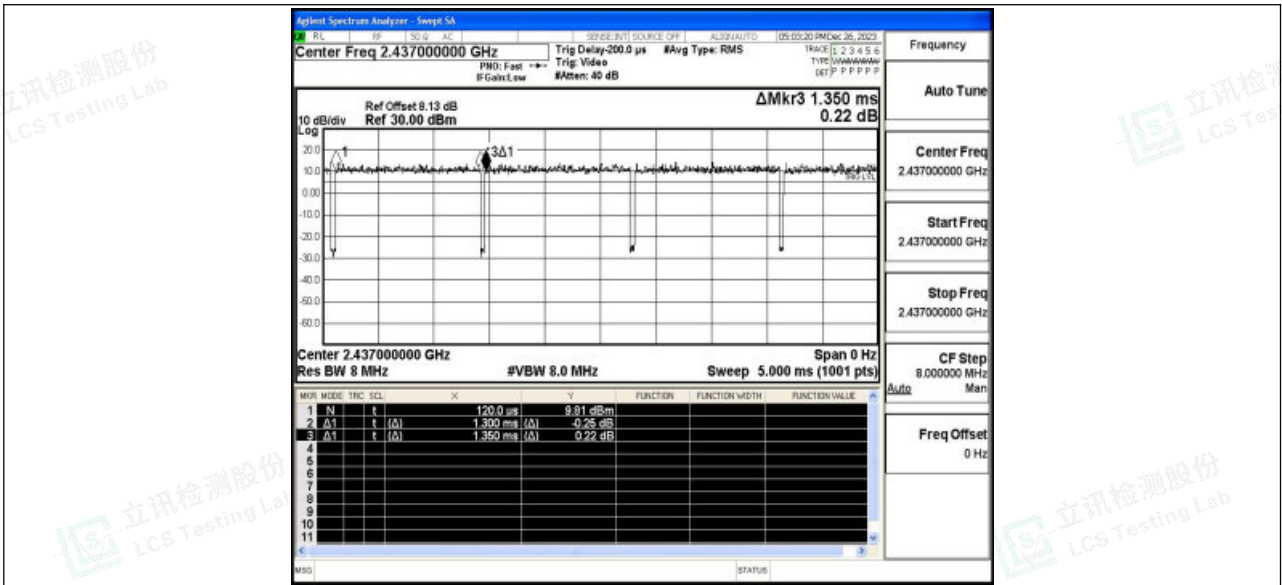 Agilent Spectrum Analyzer - Swept SA
RL RF 50 Ω AC SENSE:INT SOURCE OFF ALIGNAUTO 05:03:20 PM Dec 26, 2023
Center Freq 2.437000000 GHz
PNO: Fast
IFGain:Low
Trig Delay-200.0 µs #Avg Type: RMS
Trig: Video
#Atten: 40 dB
TRACE 1 2 3 4 5 6
TYPE
DET P P P P P P
Frequency
Auto Tune
Center Freq
2.437000000 GHz
Start Freq
2.437000000 GHz
Stop Freq
2.437000000 GHz
CF Step
8.000000 MHz
Auto Man
Freq Offset
0 Hz
ΔMkr3 1.350 ms
0.22 dB
Ref Offset 8.13 dB
10 dB/div Ref 30.00 dBm
Log
20.0
10.0
0.00
-10.0
-20.0
-30.0
-40.0
-50.0
-60.0
1
3Δ1
TRIG LVL
Center 2.437000000 GHz Span 0 Hz
Res BW 8 MHz #VBW 8.0 MHz Sweep 5.000 ms (1001 pts)
MKR MODE TRC SCL X Y FUNCTION FUNCTION WIDTH FUNCTION VALUE
1 N t 120.0 µs 9.81 dBm
2 Δ1 t (Δ) 1.300 ms (Δ) -0.25 dB
3 Δ1 t (Δ) 1.350 ms (Δ) 0.22 dB
4
5
6
7
8
9
10
11
MSG STATUS
立讯检测股份
LCS Testing Lab
立讯检
LCS Tes
立讯检测股份
LCS Testing Lab
立讯检测股份
LCS Testing Lab